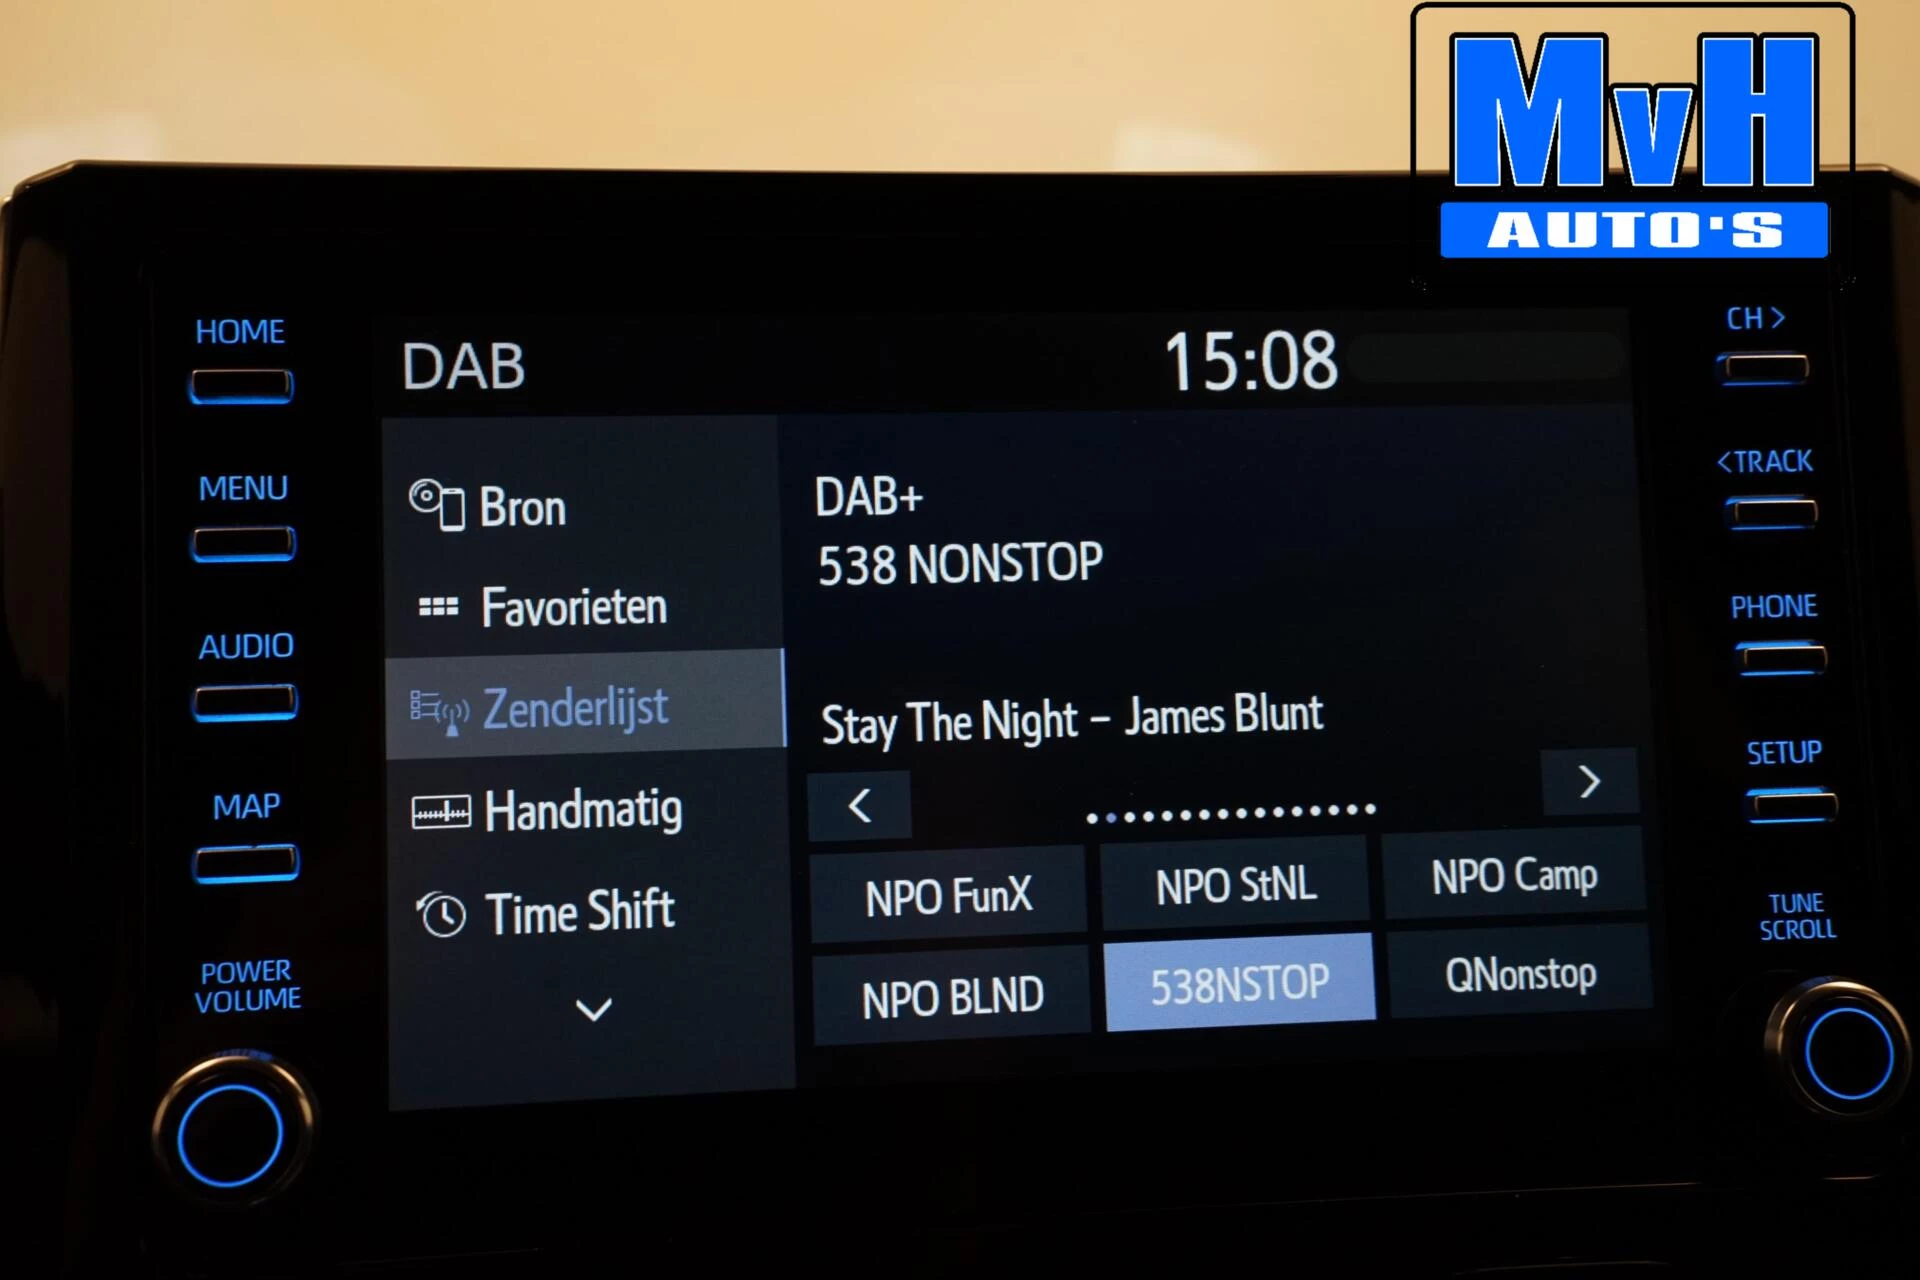 MvH
AUTO'S
HOME
MENU
AUDIO
MAP
POWER
VOLUME
DAB
15:08
Bron
Favorieten
Zenderlijst
Handmatig
Time Shift
DAB+
538 NONSTOP
Stay The Night – James Blunt
NPO FunX
NPO StNL
NPO Camp
NPO BLND
538NSTOP
QNonstop
CH >
< TRACK
PHONE
SETUP
TUNE
SCROLL